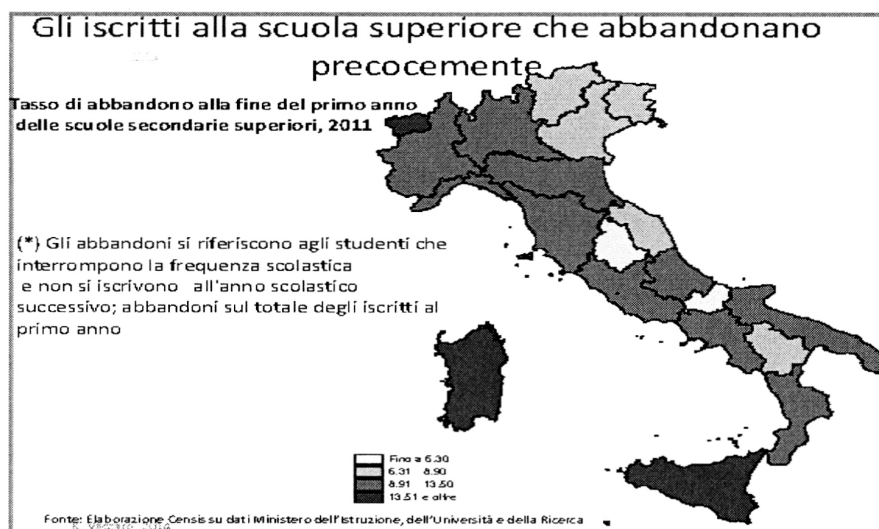 Gli iscritti alla scuola superiore che abbandonano
precocemente
Tasso di abbandono alla fine del primo anno
delle scuole secondarie superiori, 2011
(*) Gli abbandoni si riferiscono agli studenti che
interrompono la frequenza scolastica
e non si iscrivono all'anno scolastico
successivo; abbandoni sul totale degli iscritti al
primo anno
Fino a 6.30
6.31 8.90
8.91 13.50
13.51 e oltre
Fonte: Elaborazione Censis su dati Ministero dell'Istruzione, dell'Università e della Ricerca